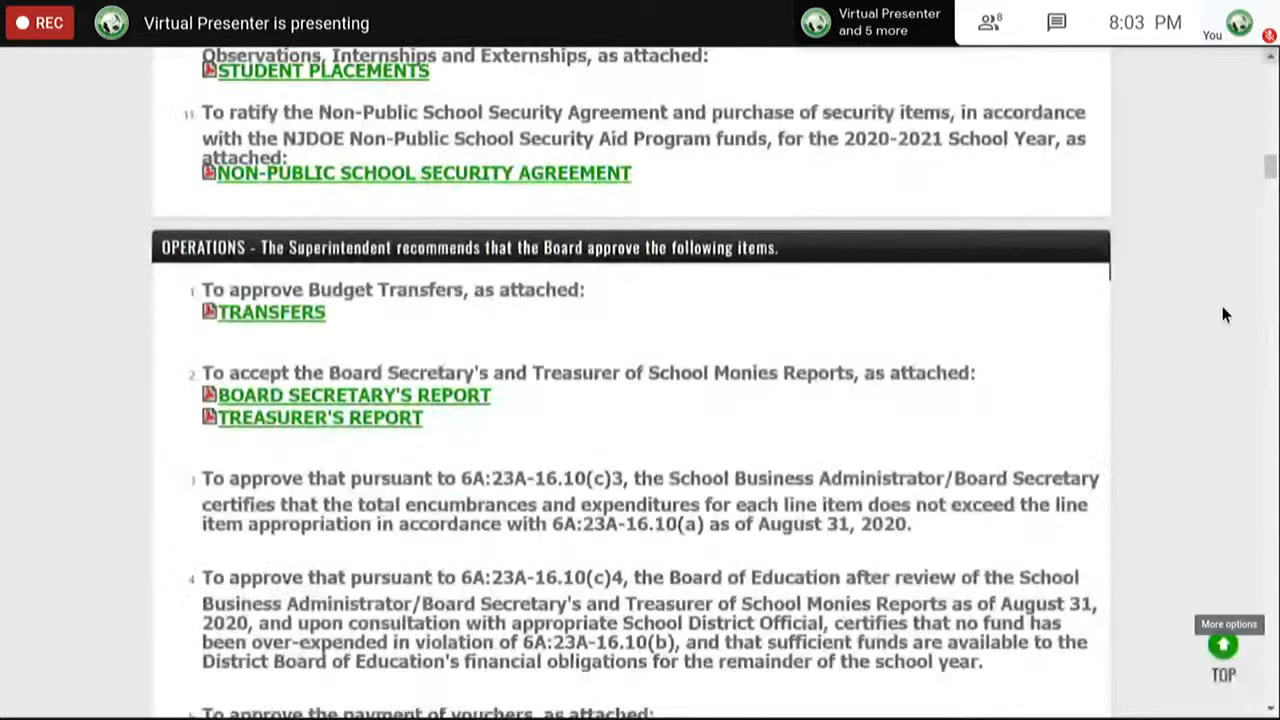 REC
Virtual Presenter is presenting
Virtual Presenter
and 5 more
8
8:03 PM
You
Observations, Internships and Externships, as attached:
STUDENT PLACEMENTS
11 To ratify the Non-Public School Security Agreement and purchase of security items, in accordance
with the NJDOE Non-Public School Security Aid Program funds, for the 2020-2021 School Year, as
attached:
NON-PUBLIC SCHOOL SECURITY AGREEMENT
OPERATIONS - The Superintendent recommends that the Board approve the following items.
1 To approve Budget Transfers, as attached:
TRANSFERS
2 To accept the Board Secretary's and Treasurer of School Monies Reports, as attached:
BOARD SECRETARY'S REPORT
TREASURER'S REPORT
3 To approve that pursuant to 6A:23A-16.10(c)3, the School Business Administrator/Board Secretary
certifies that the total encumbrances and expenditures for each line item does not exceed the line
item appropriation in accordance with 6A:23A-16.10(a) as of August 31, 2020.
4 To approve that pursuant to 6A:23A-16.10(c)4, the Board of Education after review of the School
Business Administrator/Board Secretary's and Treasurer of School Monies Reports as of August 31,
2020, and upon consultation with appropriate School District Official, certifies that no fund has
been over-expended in violation of 6A:23A-16.10(b), and that sufficient funds are available to the
District Board of Education's financial obligations for the remainder of the school year.
More options
TOP
To approve the payment of vouchers, as attached: